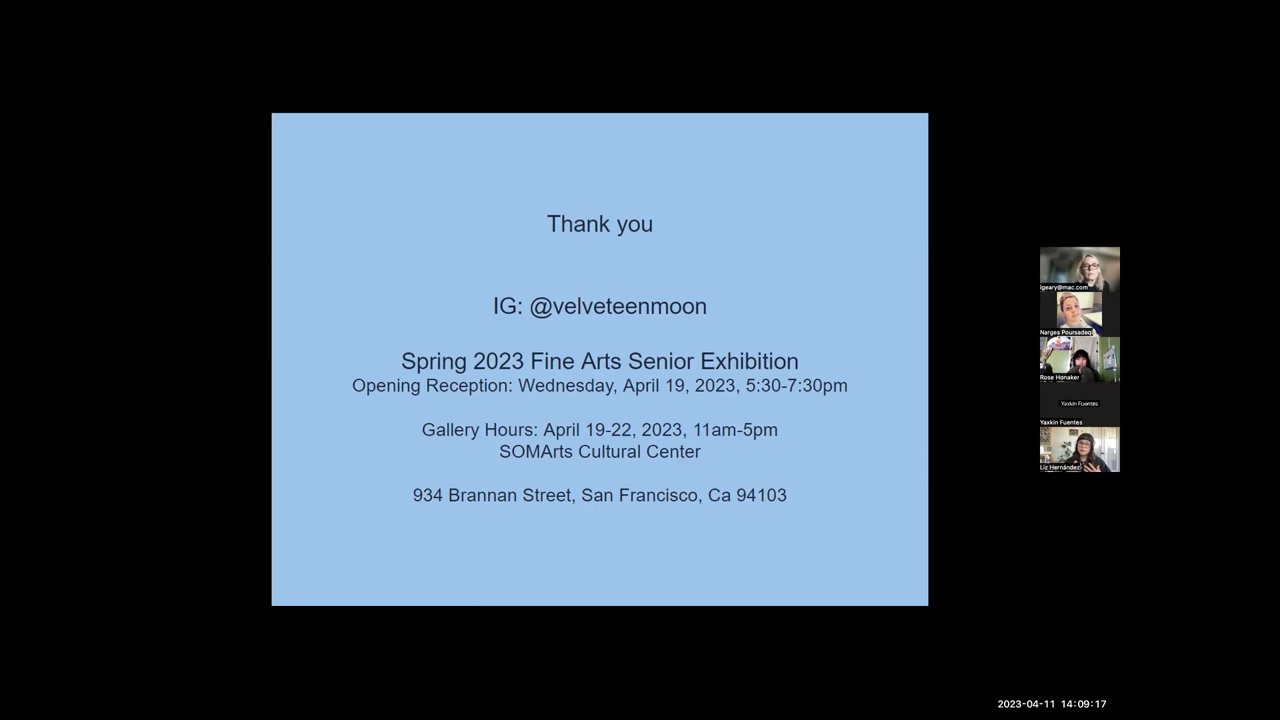 Thank you
IG: @velveteenmoon
Spring 2023 Fine Arts Senior Exhibition
Opening Reception: Wednesday, April 19, 2023, 5:30-7:30pm
Gallery Hours: April 19-22, 2023, 11am-5pm
SOMArts Cultural Center
934 Brannan Street, San Francisco, Ca 94103
lgeary@mac.com
Narges Poursadeqi
Rose Honaker
Yaxkin Fuentes
Yaxkin Fuentes
Liz Hernández
2023-04-11 14:09:17